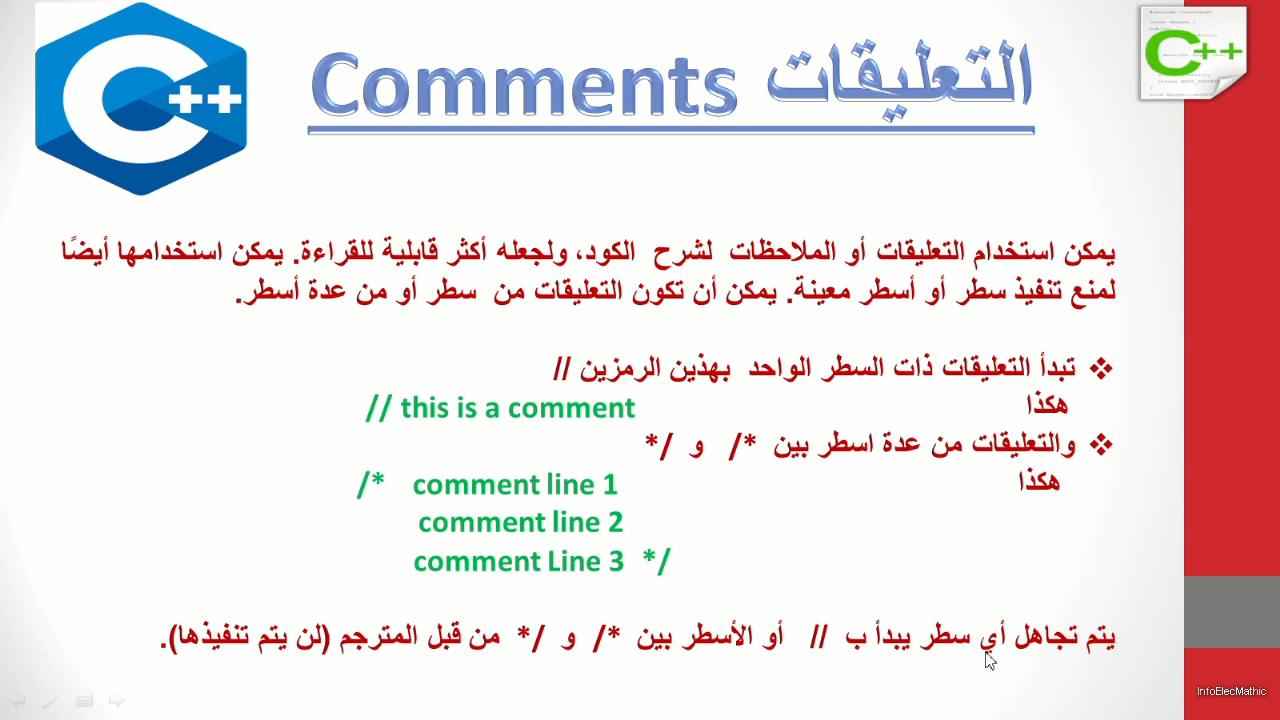 التعليقات Comments
C++
C++
يمكن استخدام التعليقات أو الملاحظات لشرح الكود، ولجعله أكثر قابلية للقراءة. يمكن استخدامها أيضًا
لمنع تنفيذ سطر أو أسطر معينة. يمكن أن تكون التعليقات من سطر أو من عدة أسطر.
❖ تبدأ التعليقات ذات السطر الواحد بهذين الرمزين //
هكذا // this is a comment
❖ والتعليقات من عدة اسطر بين /* و */
هكذا /* comment line 1
comment line 2
comment Line 3 */
يتم تجاهل أي سطر يبدأ ب // أو الأسطر بين /* و */ من قبل المترجم (لن يتم تنفيذها).
InfoElecMathic